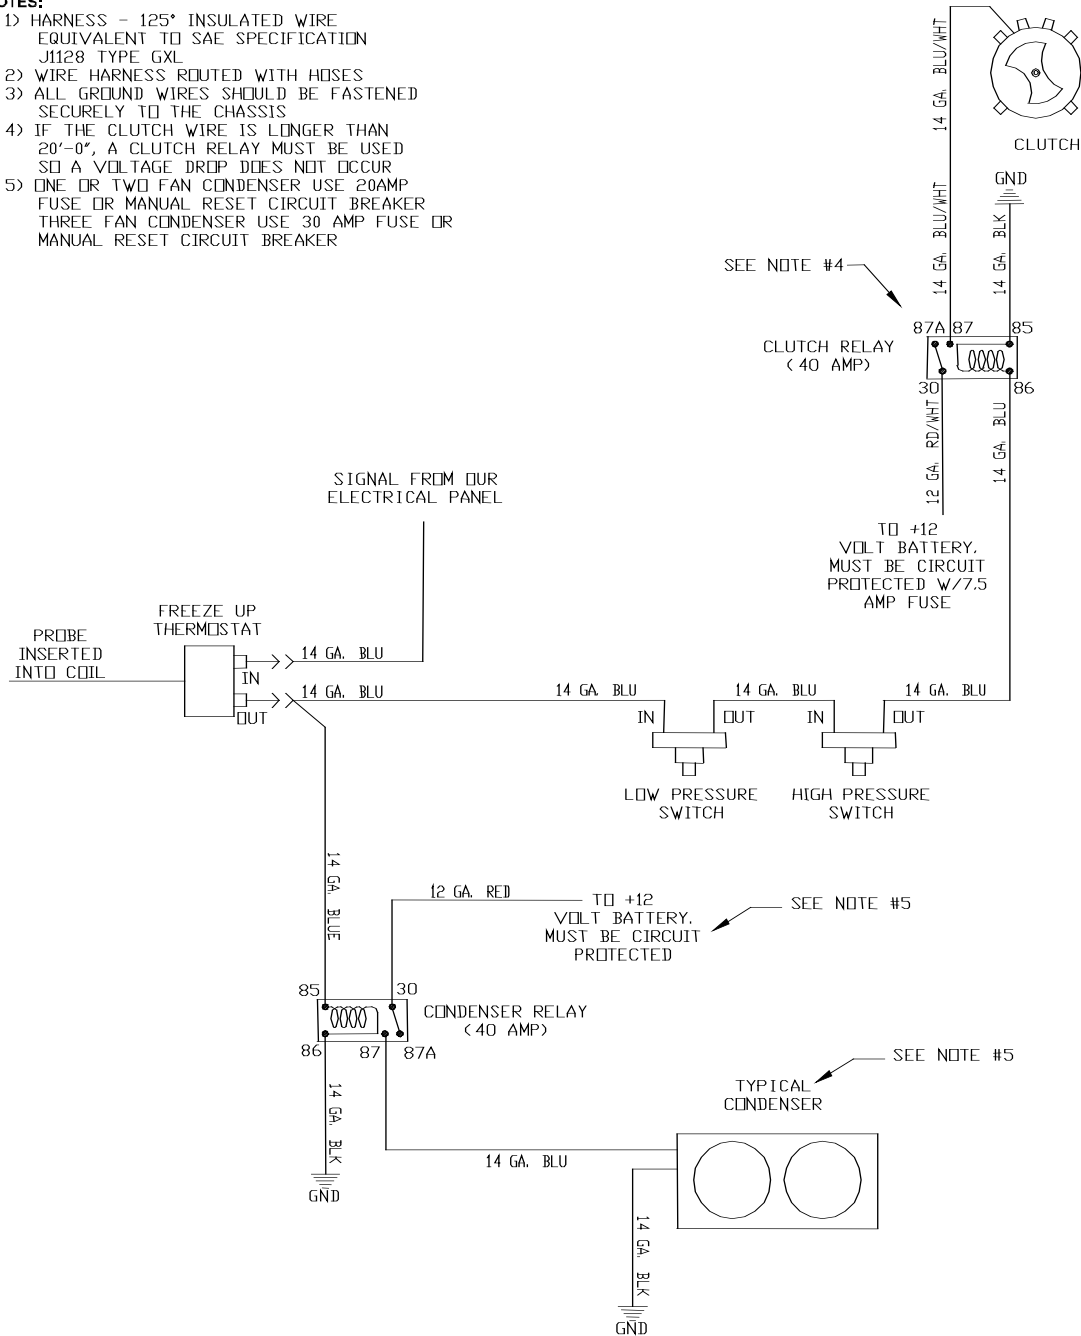 NOTES:
1) HARNESS - 125° INSULATED WIRE
EQUIVALENT TO SAE SPECIFICATION
J1128 TYPE GXL
2) WIRE HARNESS ROUTED WITH HOSES
3) ALL GROUND WIRES SHOULD BE FASTENED
SECURELY TO THE CHASSIS
4) IF THE CLUTCH WIRE IS LONGER THAN
20'-0", A CLUTCH RELAY MUST BE USED
SO A VOLTAGE DROP DOES NOT OCCUR
5) ONE OR TWO FAN CONDENSER USE 20AMP
FUSE OR MANUAL RESET CIRCUIT BREAKER
THREE FAN CONDENSER USE 30 AMP FUSE OR
MANUAL RESET CIRCUIT BREAKER
14 GA. BLU/WHT
CLUTCH
GND
14 GA. BLU/WHT
14 GA. BLK
SEE NOTE #4
87A 87
85
CLUTCH RELAY
(40 AMP)
30
86
12 GA. RD/WHT
14 GA. BLU
SIGNAL FROM OUR
ELECTRICAL PANEL
TO +12
VOLT BATTERY.
MUST BE CIRCUIT
PROTECTED W/7.5
AMP FUSE
FREEZE UP
THERMOSTAT
PROBE
INSERTED
INTO COIL
14 GA. BLU
IN
14 GA. BLU
OUT
14 GA. BLU
14 GA. BLU
14 GA. BLU
IN
OUT
IN
OUT
LOW PRESSURE
SWITCH
HIGH PRESSURE
SWITCH
14 GA. BLUE
12 GA. RED
TO +12
VOLT BATTERY.
MUST BE CIRCUIT
PROTECTED
SEE NOTE #5
85
30
CONDENSER RELAY
(40 AMP)
86
87
87A
14 GA. BLK
GND
SEE NOTE #5
TYPICAL
CONDENSER
14 GA. BLU
14 GA. BLK
GND